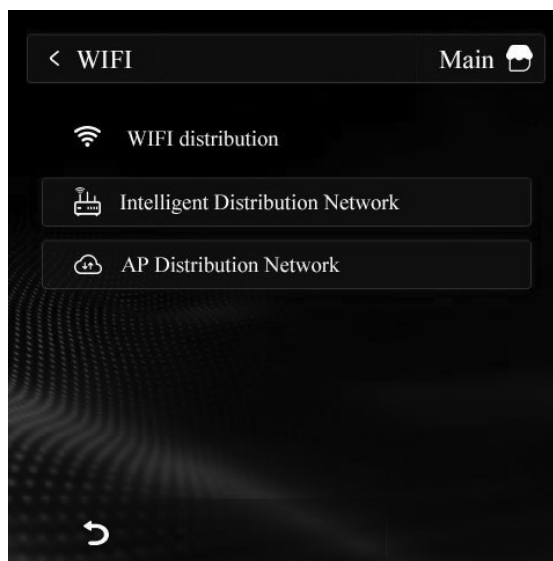 < WIFI Main
WIFI distribution
Intelligent Distribution Network
AP Distribution Network